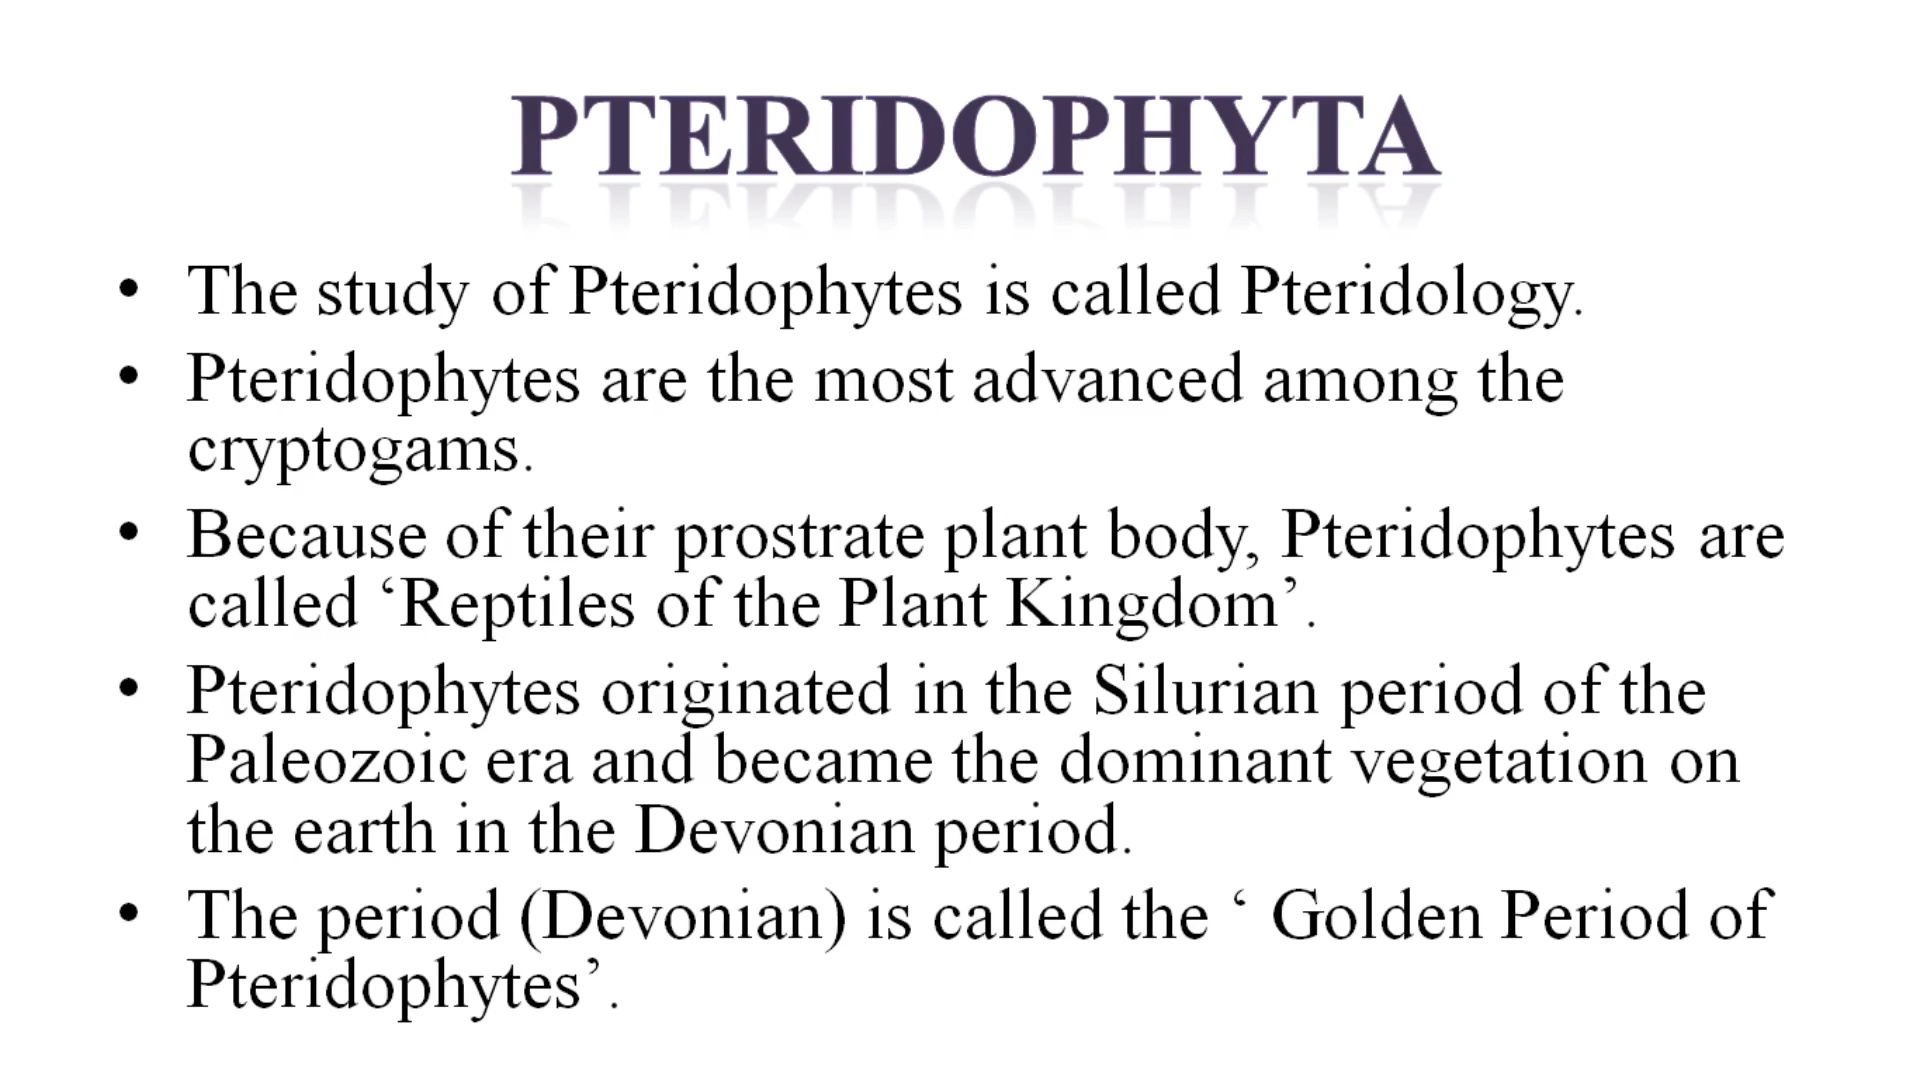 PTERIDOPHYTA
• The study of Pteridophytes is called Pteridology.
• Pteridophytes are the most advanced among the
cryptogams.
• Because of their prostrate plant body, Pteridophytes are
called ‘Reptiles of the Plant Kingdom’.
• Pteridophytes originated in the Silurian period of the
Paleozoic era and became the dominant vegetation on
the earth in the Devonian period.
• The period (Devonian) is called the ‘ Golden Period of
Pteridophytes’.